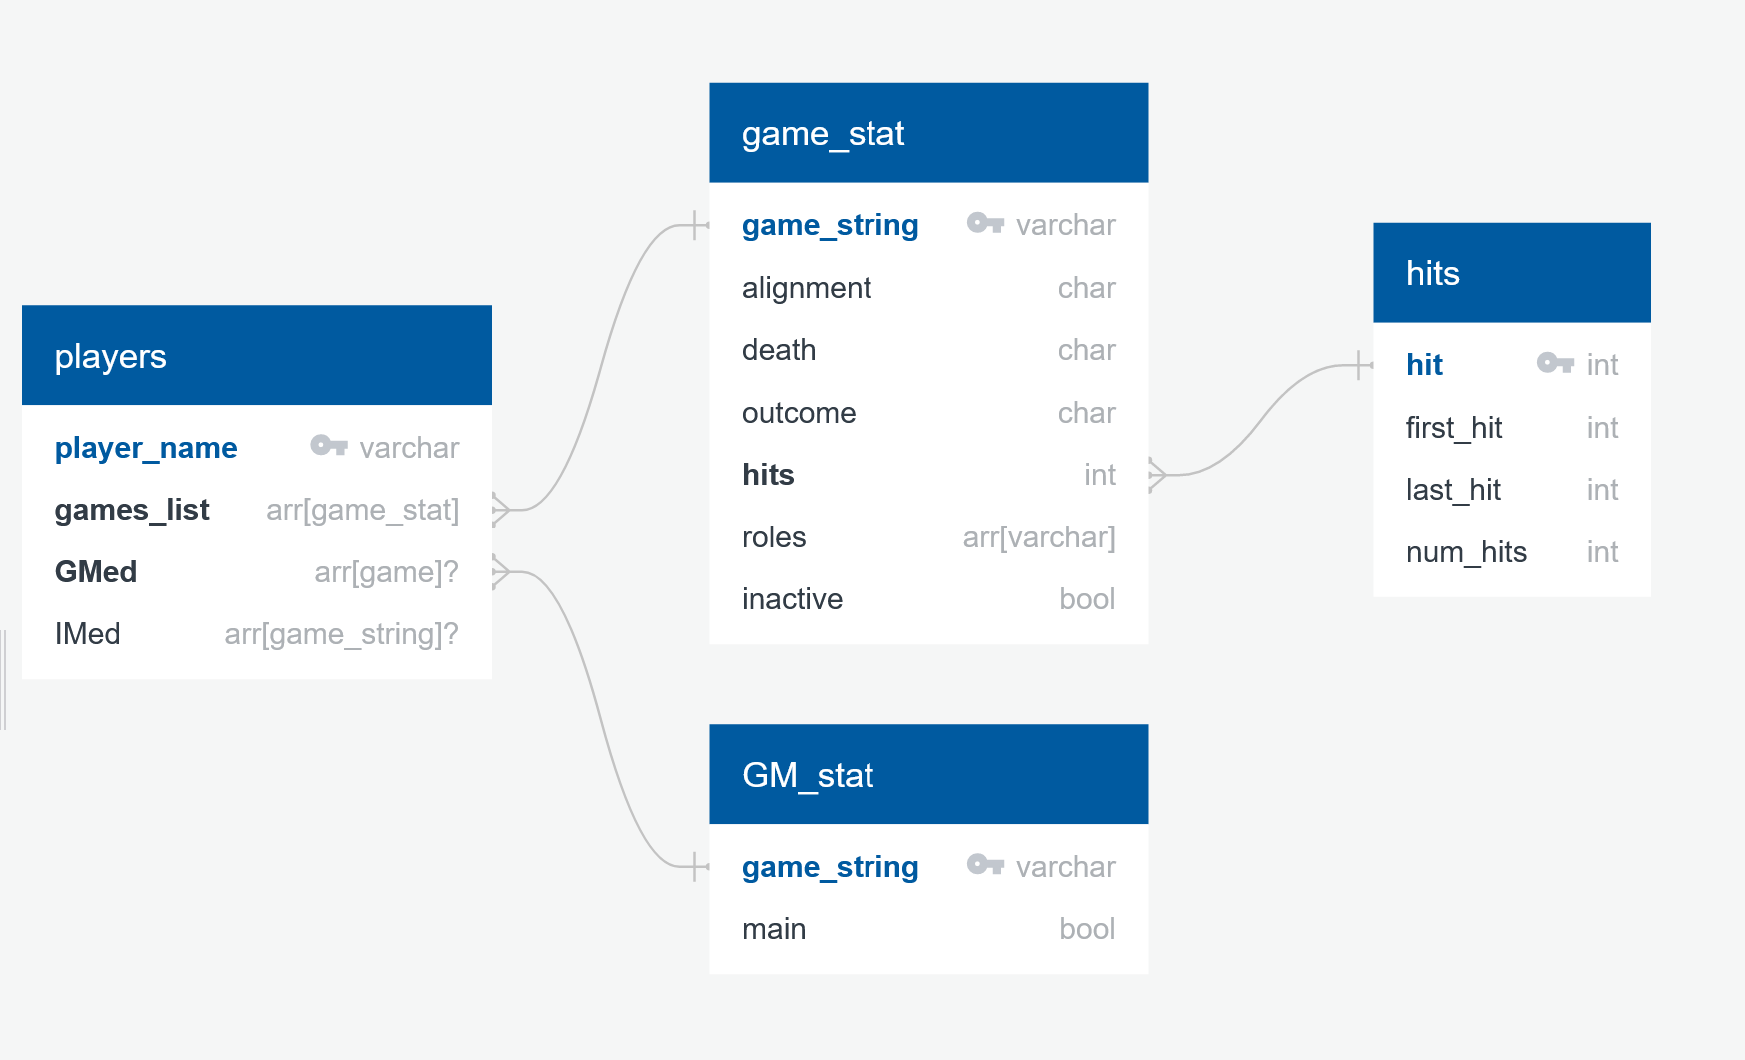 players
player_name varchar
games_list arr[game_stat]
GMed arr[game]?
IMed arr[game_string]?
game_stat
game_string varchar
alignment char
death char
outcome char
hits int
roles arr[varchar]
inactive bool
GM_stat
game_string varchar
main bool
hits
hit int
first_hit int
last_hit int
num_hits int